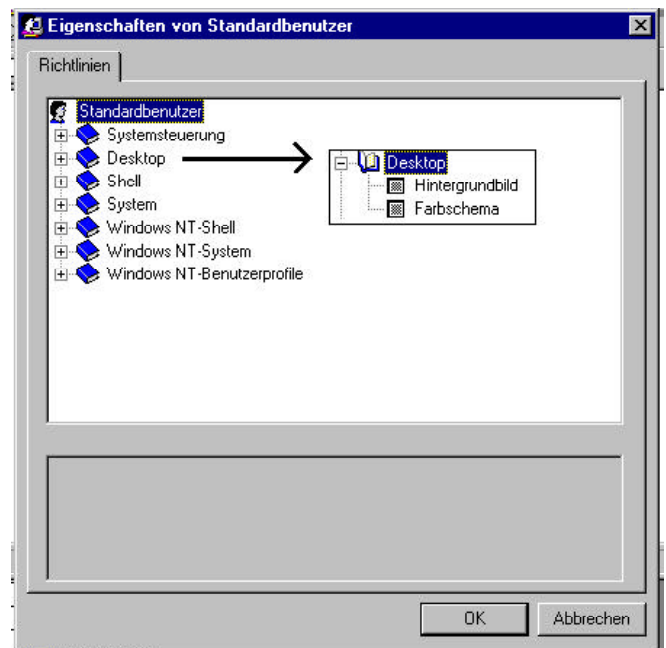 Eigenschaften von Standardbenutzer
Richtlinien
Standardbenutzer
Systemsteuerung
Desktop
Shell
System
Windows NT-Shell
Windows NT-System
Windows NT-Benutzerprofile
Desktop
Hintergrundbild
Farbschema
OK
Abbrechen